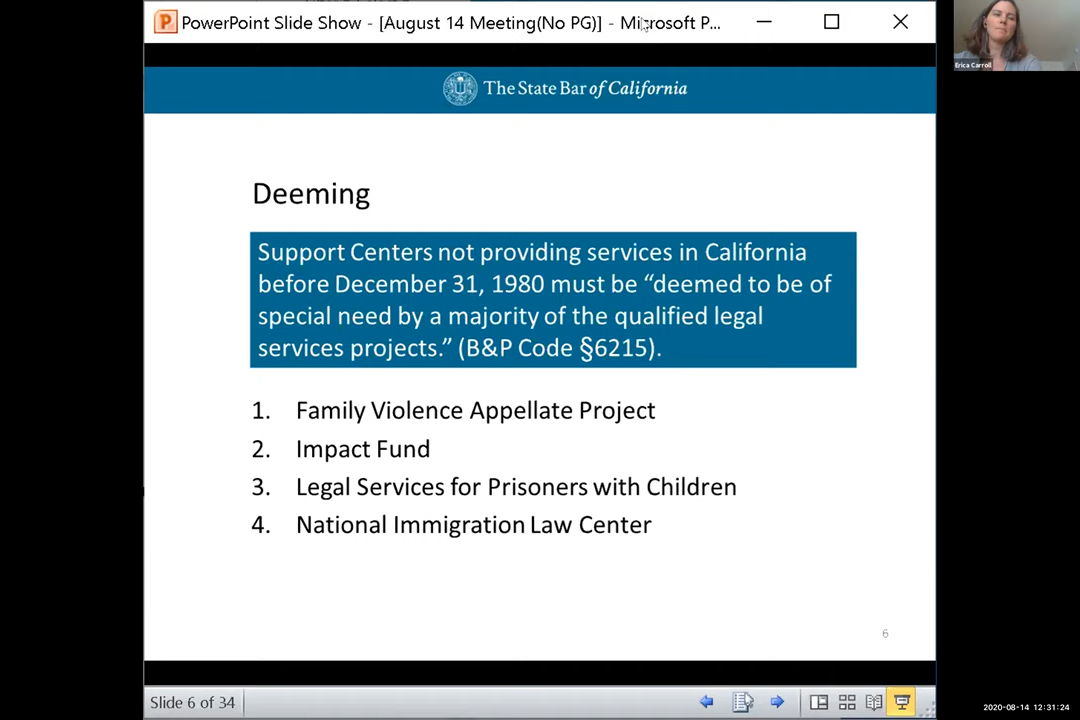 PowerPoint Slide Show - [August 14 Meeting(No PG)] - Microsoft P...
Erica Carroll
The State Bar of California
Deeming
Support Centers not providing services in California
before December 31, 1980 must be “deemed to be of
special need by a majority of the qualified legal
services projects.” (B&P Code §6215).
1. Family Violence Appellate Project
2. Impact Fund
3. Legal Services for Prisoners with Children
4. National Immigration Law Center
6
Slide 6 of 34
2020-08-14 12:31:24